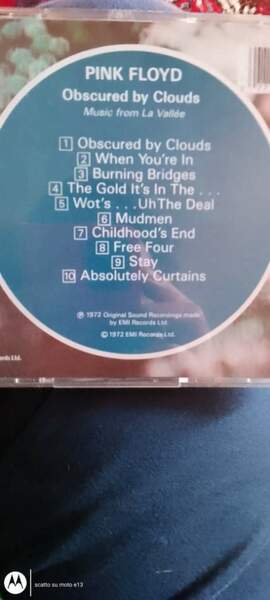 PINK FLOYD
Obscured by Clouds
Music from La Vallée
1 Obscured by Clouds
2 When You're In
3 Burning Bridges
4 The Gold It's In The . . .
5 Wot's . . . Uh The Deal
6 Mudmen
7 Childhood's End
8 Free Four
9 Stay
10 Absolutely Curtains
℗ 1972 Original Sound Recordings made
by EMI Records Ltd
© 1972 EMI Records Ltd.
cords Ltd.
scatto su moto e13